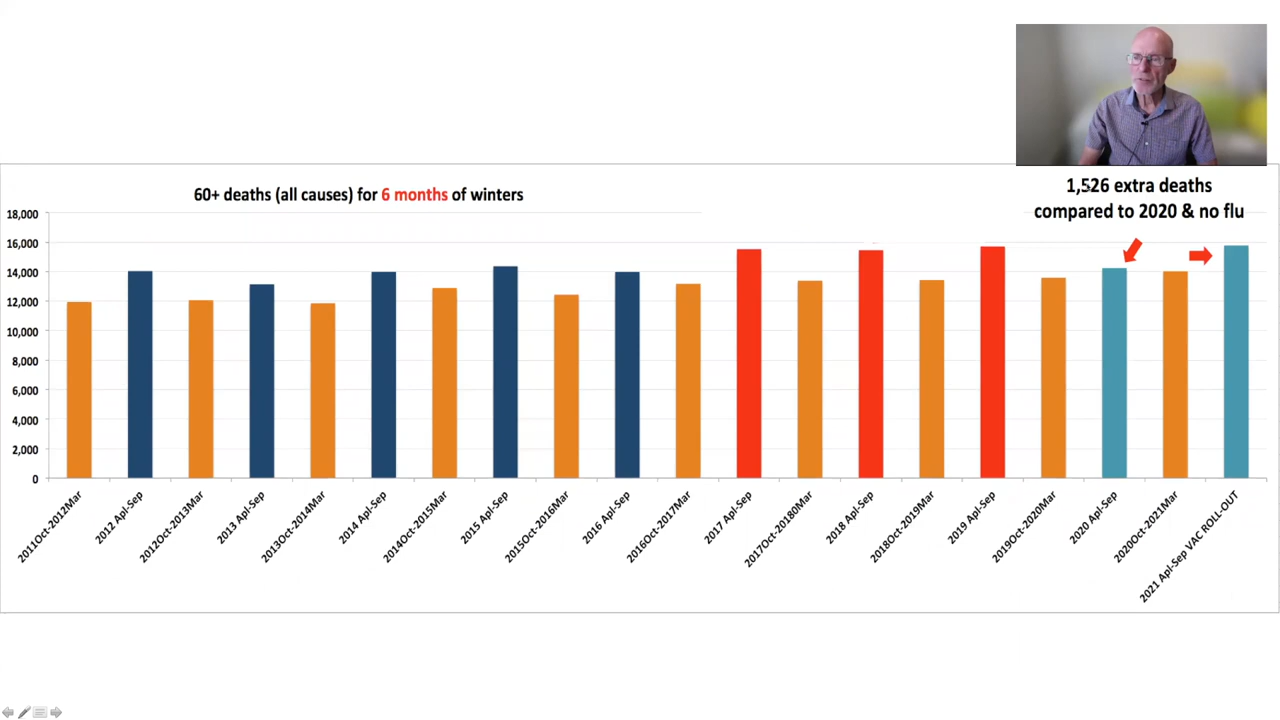 60+ deaths (all causes) for 6 months of winters
1,526 extra deaths
compared to 2020 & no flu
18,000
16,000
14,000
12,000
10,000
8,000
6,000
4,000
2,000
0
2011Oct-2012Mar
2012 Apl-Sep
2012Oct-2013Mar
2013 Apl-Sep
2013Oct-2014Mar
2014 Apl-Sep
2014Oct-2015Mar
2015 Apl-Sep
2015Oct-2016Mar
2016 Apl-Sep
2016Oct-2017Mar
2017 Apl-Sep
2017Oct-20180Mar
2018 Apl-Sep
2018Oct-2019Mar
2019 Apl-Sep
2019Oct-2020Mar
2020 Apl-Sep
2020Oct-2021Mar
2021 Apl-Sep VAC ROLL-OUT